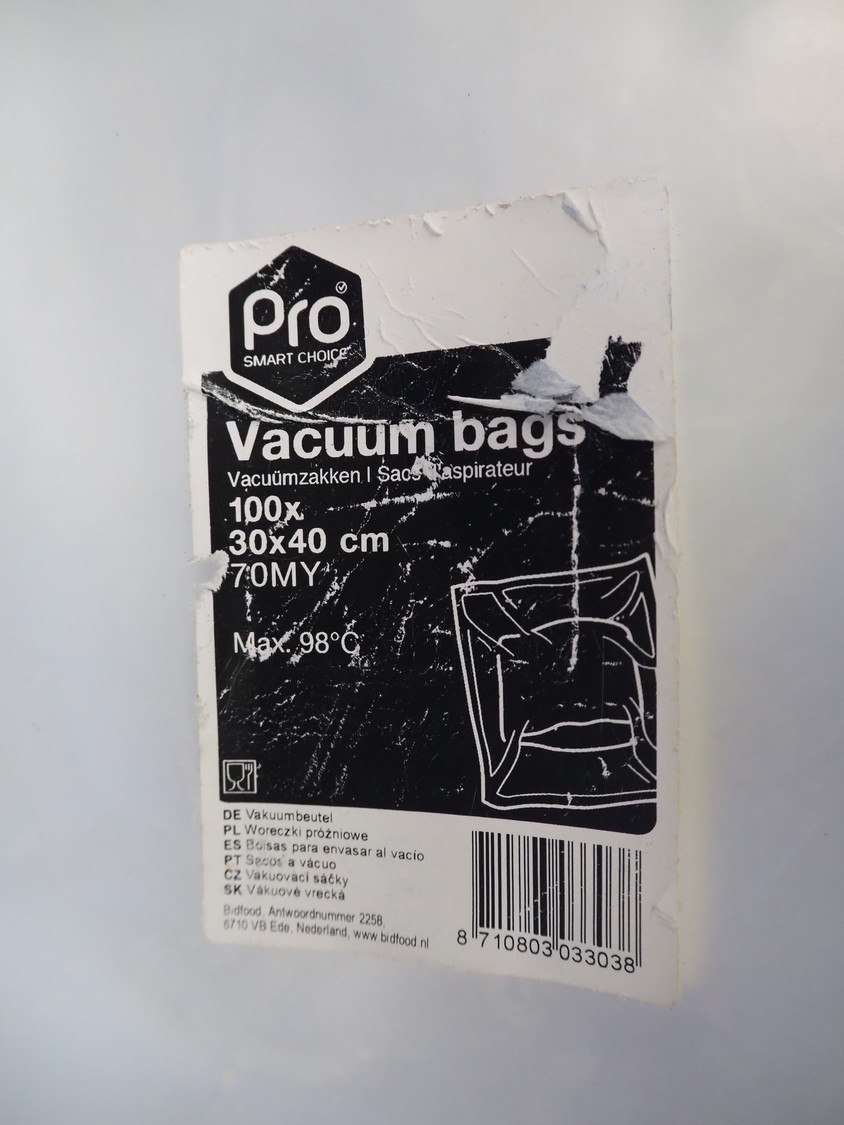 Pro
SMART CHOICE
Vacuum bags
Vacuümzakken | Sacs d'aspirateur
100x
30x40 cm
70MY
Max. 98°C
DE Vakuumbeutel
PL Woreczki próżniowe
ES Bolsas para envasar al vacio
PT Sacos a vácuo
CZ Vakuovací sáčky
SK Vákuové vrecká
Bidfood, Antwoordnummer 2258,
6710 VB Ede, Nederland, www.bidfood.nl
8 710803 033038